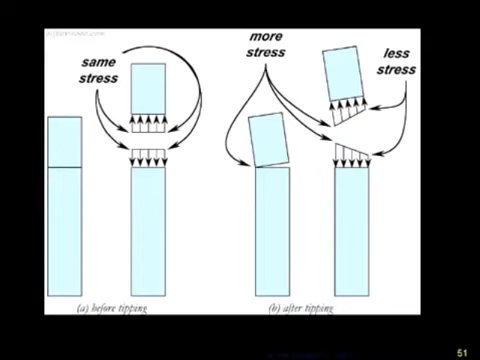 same
stress
more
stress
less
stress
(a) before tipping
(b) after tipping
51